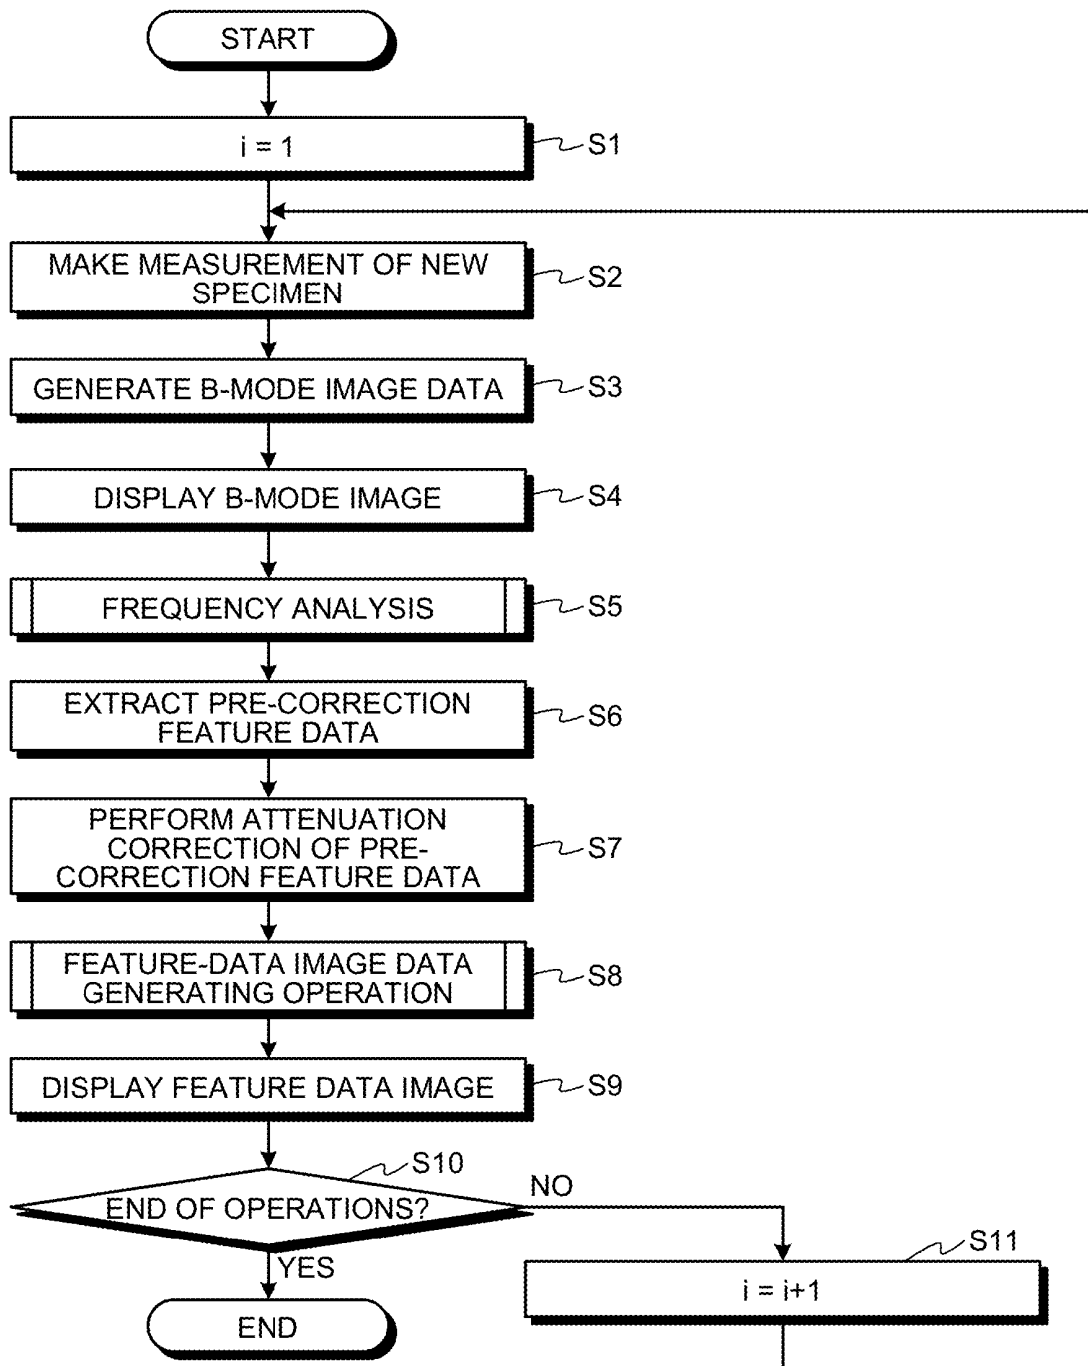 START
i = 1
S1
MAKE MEASUREMENT OF NEW
SPECIMEN
S2
GENERATE B-MODE IMAGE DATA
S3
DISPLAY B-MODE IMAGE
S4
FREQUENCY ANALYSIS
S5
EXTRACT PRE-CORRECTION
FEATURE DATA
S6
PERFORM ATTENUATION
CORRECTION OF PRE-
CORRECTION FEATURE DATA
S7
FEATURE-DATA IMAGE DATA
GENERATING OPERATION
S8
DISPLAY FEATURE DATA IMAGE
S9
S10
END OF OPERATIONS?
NO
YES
S11
i = i+1
END